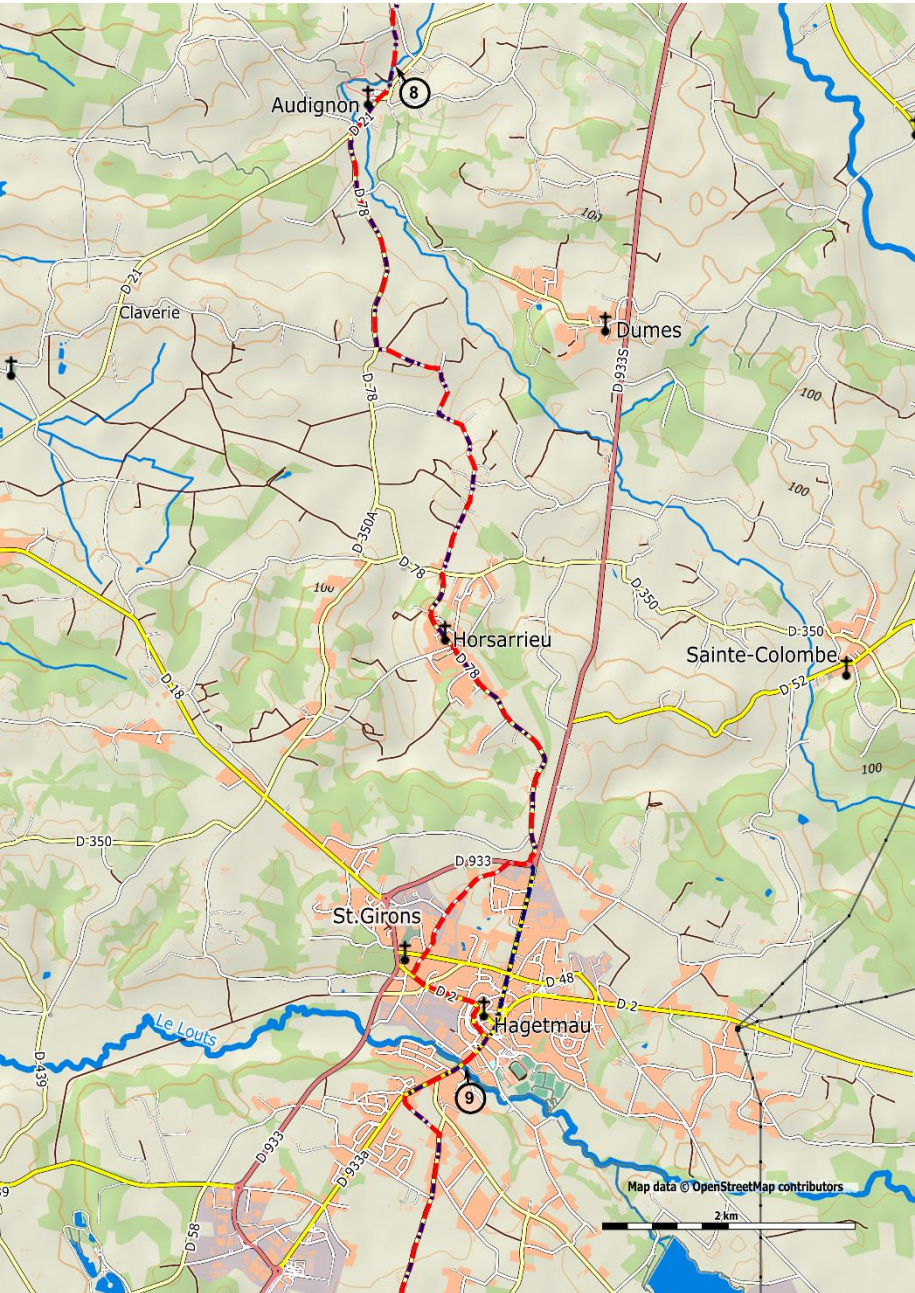 8
Audignon
D 21
D 78
100
D 21
Claverie
Dumes
D 933S
D 78
100
100
D 350A
D 78
100
D 350
D 350
Horsarrieu
Sainte-Colombe
D 78
D 52
D 18
100
D 350
D 933
St.Girons
D 48
D 2
D 2
Hagetmau
Le Louts
D 439
9
D 933
D 933a
Map data © OpenStreetMap contributors
39
2 km
D 58